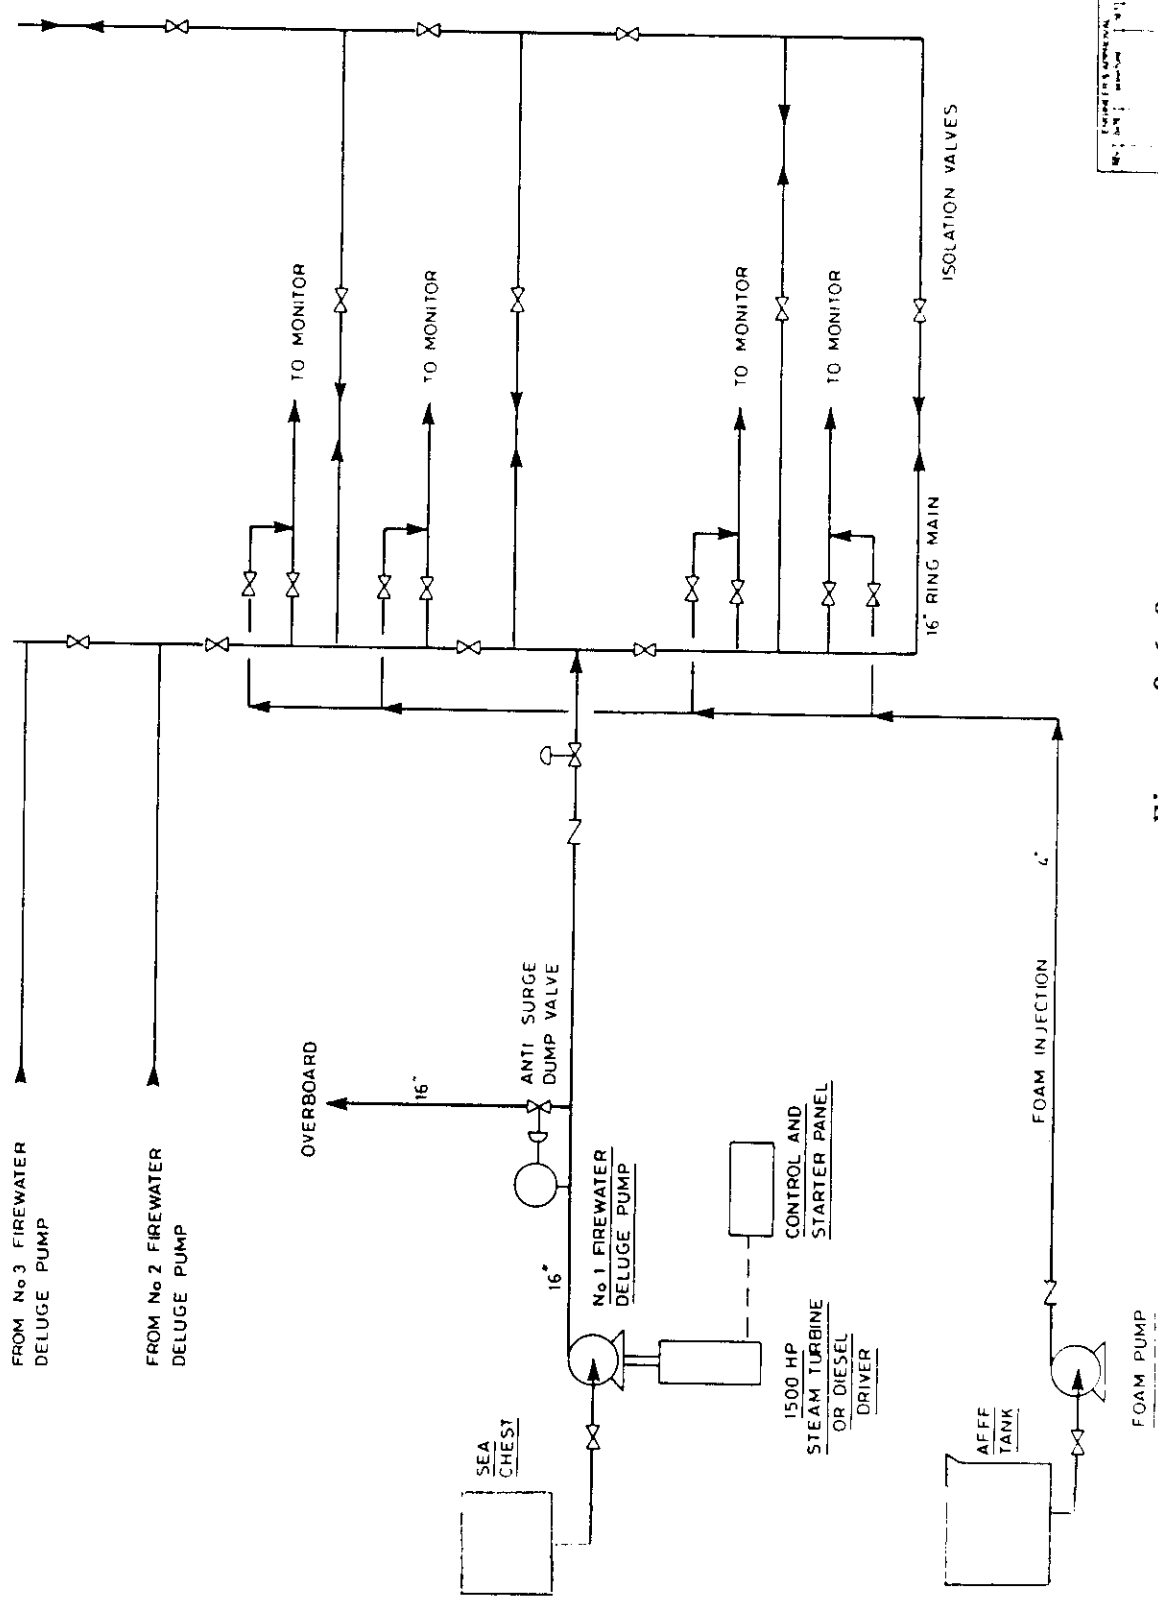 FROM No 3 FIREWATER
DELUGE PUMP
FROM No 2 FIREWATER
DELUGE PUMP
OVERBOARD
16"
ANTI SURGE
DUMP VALVE
TO MONITOR
TO MONITOR
TO MONITOR
TO MONITOR
ISOLATION VALVES
16" RING MAIN
SEA
CHEST
16"
No 1 FIREWATER
DELUGE PUMP
CONTROL AND
STARTER PANEL
1500 HP
STEAM TURBINE
OR DIESEL
DRIVER
AFFF
TANK
FOAM PUMP
FOAM INJECTION
4"
ENGINEER'S APPROVAL